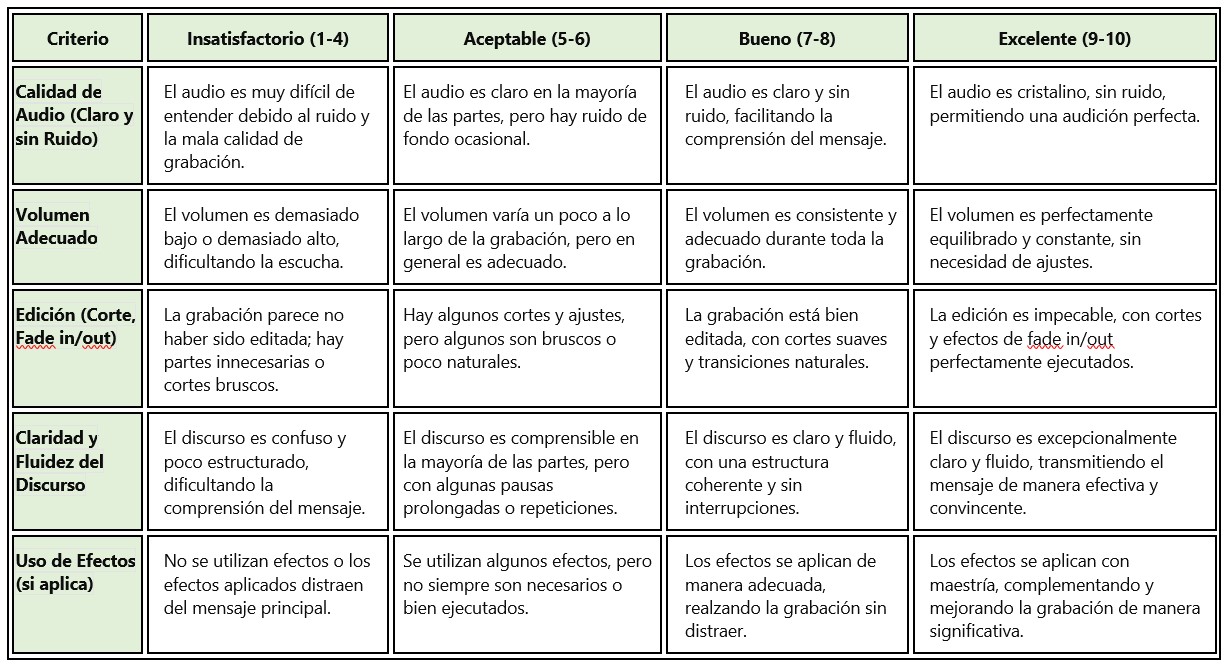 Criterio
Insatisfactorio (1-4)
Aceptable (5-6)
Bueno (7-8)
Excelente (9-10)
Calidad de
Audio (Claro y
sin Ruido)
El audio es muy difícil de
entender debido al ruido y
la mala calidad de
grabación.
El audio es claro en la mayoría
de las partes, pero hay ruido de
fondo ocasional.
El audio es claro y sin
ruido, facilitando la
comprensión del mensaje.
El audio es cristalino, sin ruido,
permitiendo una audición perfecta.
Volumen
Adecuado
El volumen es demasiado
bajo o demasiado alto,
dificultando la escucha.
El volumen varía un poco a lo
largo de la grabación, pero en
general es adecuado.
El volumen es consistente y
adecuado durante toda la
grabación.
El volumen es perfectamente
equilibrado y constante, sin
necesidad de ajustes.
Edición (Corte,
Fade in/out)
La grabación parece no
haber sido editada; hay
partes innecesarias o
cortes bruscos.
Hay algunos cortes y ajustes,
pero algunos son bruscos o
poco naturales.
La grabación está bien
editada, con cortes suaves
y transiciones naturales.
La edición es impecable, con cortes
y efectos de fade in/out
perfectamente ejecutados.
Claridad y
Fluidez del
Discurso
El discurso es confuso y
poco estructurado,
dificultando la
comprensión del mensaje.
El discurso es comprensible en
la mayoría de las partes, pero
con algunas pausas
prolongadas o repeticiones.
El discurso es claro y fluido,
con una estructura
coherente y sin
interrupciones.
El discurso es excepcionalmente
claro y fluido, transmitiendo el
mensaje de manera efectiva y
convincente.
Uso de Efectos
(si aplica)
No se utilizan efectos o los
efectos aplicados distraen
del mensaje principal.
Se utilizan algunos efectos, pero
no siempre son necesarios o
bien ejecutados.
Los efectos se aplican de
manera adecuada,
realzando la grabación sin
distraer.
Los efectos se aplican con
maestría, complementando y
mejorando la grabación de manera
significativa.